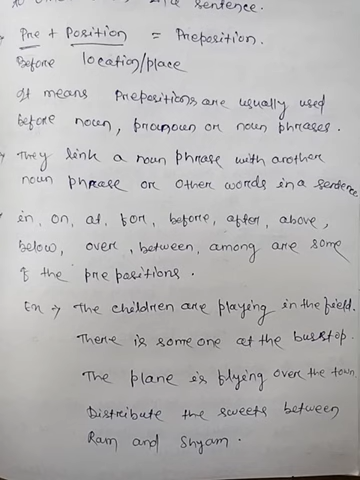 sentence.
Pre + Position = Preposition.
Before location/place
It means Prepositions are usually used
before noun, pronoun or noun phrases.
They link a noun phrase with another
noun phrase or other words in a sentence
in, on, at, for, before, after, above,
below, over, between, among are some
of the prepositions.
Ex → The children are playing in the field.
There is someone at the bus stop.
The plane is flying over the town.
Distribute the sweets between
Ram and Shyam.